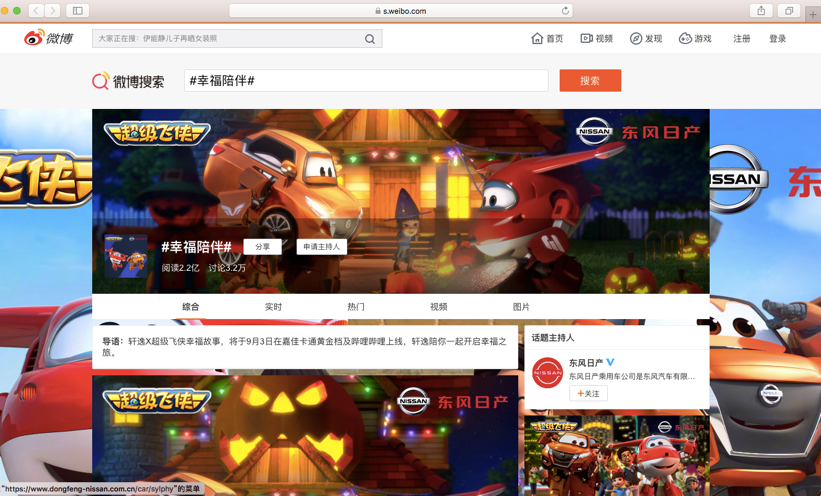 s.weibo.com
微博
大家正在搜：伊能静儿子再晒女装照
首页
视频
发现
游戏
注册
登录
微博搜索
#幸福陪伴#
搜索
超级飞侠
NISSAN
东风日产
飞侠
NISSAN
东
#幸福陪伴#
分享
申请主持人
阅读2.2亿 讨论3.2万
综合
实时
热门
视频
图片
导语：轩逸X超级飞侠幸福故事，将于9月3日在嘉佳卡通黄金档及哔哩哔哩上线，轩逸陪你一起开启幸福之
旅。
话题主持人
NISSAN
东风日产
东风日产乘用车公司是东风汽车有限...
+关注
超级飞侠
NISSAN
东风日产
超级飞侠
NISSAN
东风日产
"https://www.dongfeng-nissan.com.cn/car/sylphy"的菜单